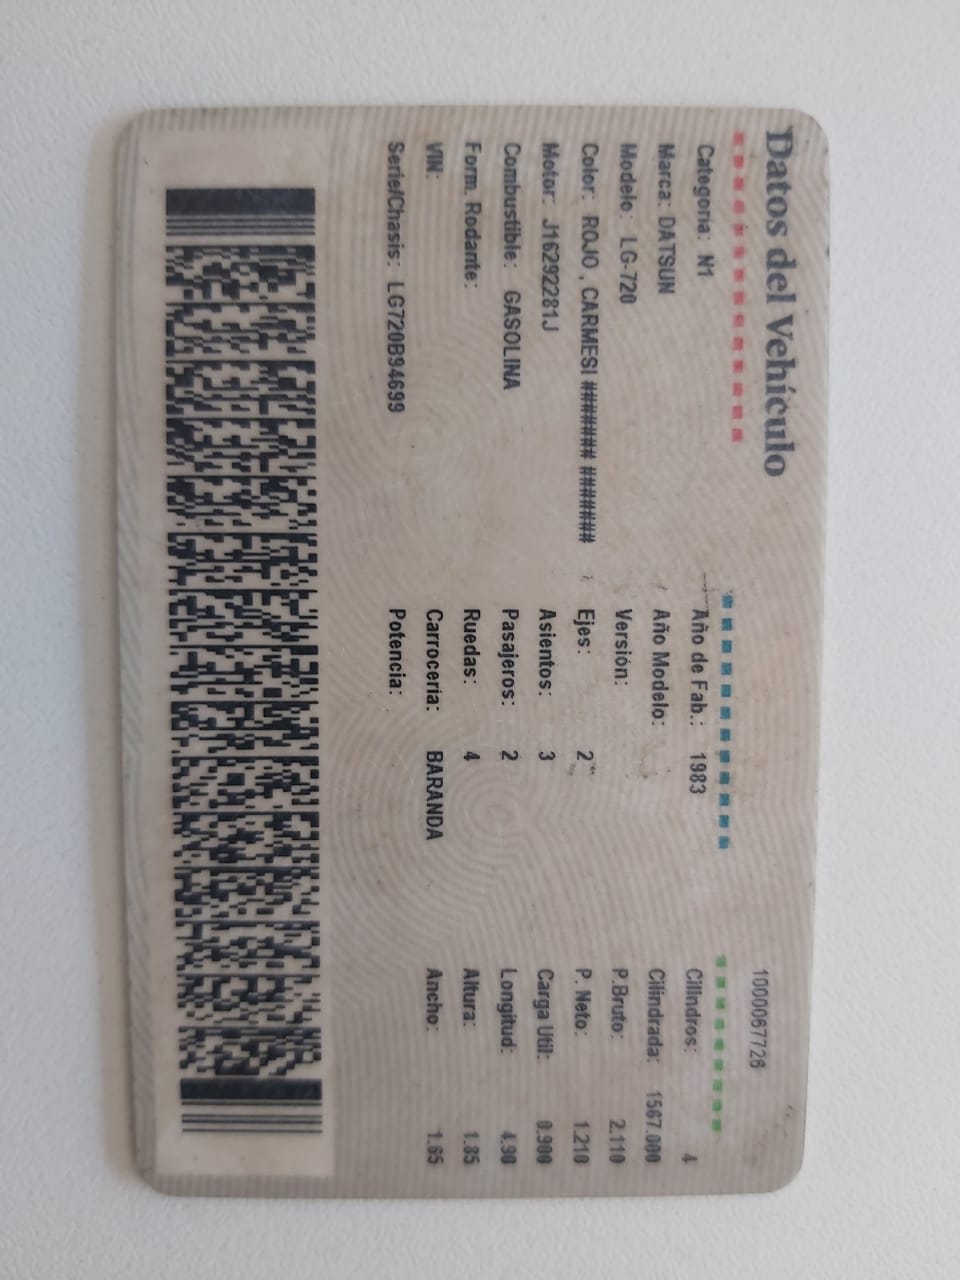 Datos del Vehículo
1000067726
Categoría: N1
Marca: DATSUN
Modelo: LG-720
Color: ROJO , CARMESI ####### #######
Motor: J16292281J
Combustible: GASOLINA
Form. Rodante:
VIN:
Serie/Chasis: LG720B94699
Año de Fab.: 1983
Año Modelo:
Versión:
Ejes: 2
Asientos: 3
Pasajeros: 2
Ruedas: 4
Carrocería: BARANDA
Potencia:
Cilindros: 4
Cilindrada: 1567.000
P.Bruto: 2.110
P. Neto: 1.210
Carga Util: 0.900
Longitud: 4.90
Altura: 1.85
Ancho: 1.65